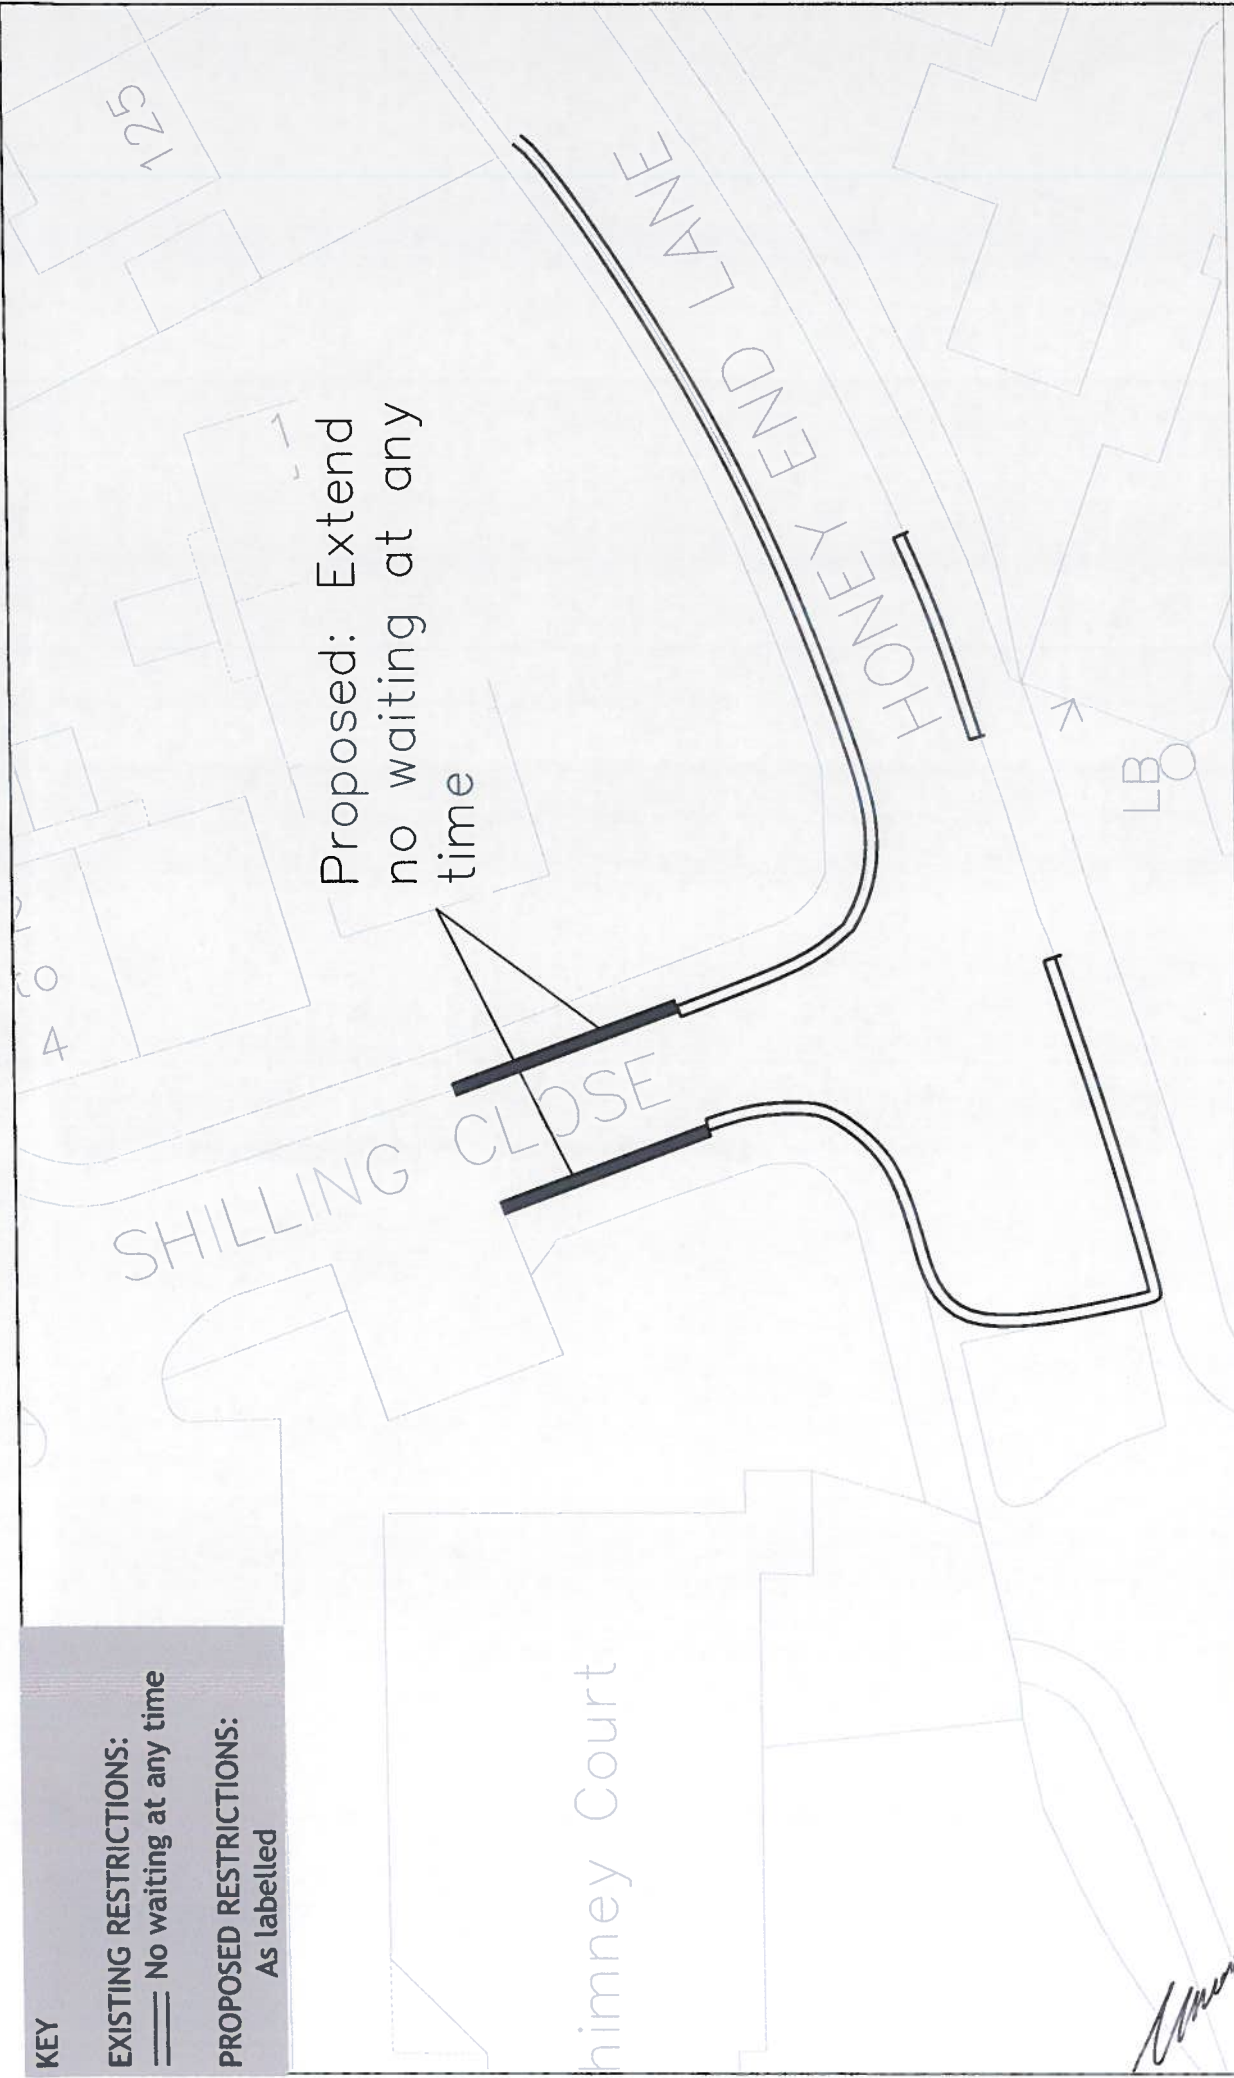 KEY
EXISTING RESTRICTIONS:
No waiting at any time
PROPOSED RESTRICTIONS:
As labelled
Proposed: Extend
no waiting at any
time
SHILLING CLOSE
HONEY END LANE
himney Court
125
1
to
4
LB